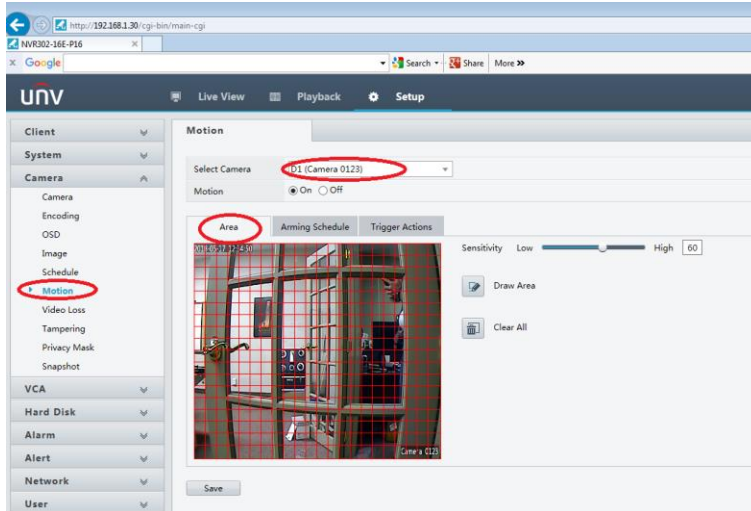 http://192.168.1.30/cgi-bin/main-cgi
NVR302-16E-P16
x Google Search Share More »
unv Live View Playback Setup
Client
System
Camera
Camera
Encoding
OSD
Image
Schedule
Motion
Video Loss
Tampering
Privacy Mask
Snapshot
VCA
Hard Disk
Alarm
Alert
Network
User
Motion
Select Camera D1 (Camera 0123)
Motion On Off
Area Arming Schedule Trigger Actions
Sensitivity Low High 60
Draw Area
Clear All
Camera 0123
Save